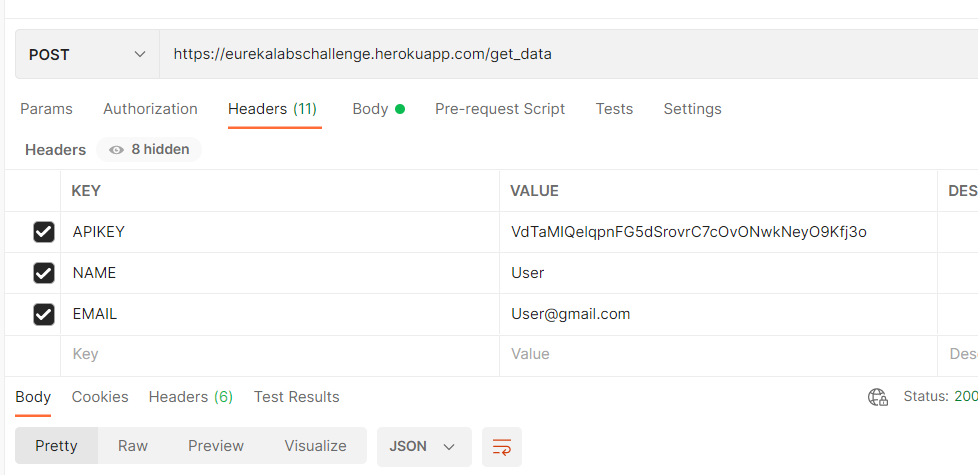 POST https://eurekalabschallenge.herokuapp.com/get_data
Params Authorization Headers (11) Body Pre-request Script Tests Settings
Headers 8 hidden
KEY VALUE DES
APIKEY VdTaMIQelqpnFG5dSrovrC7cOvONwkNeyO9Kfj3o
NAME User
EMAIL User@gmail.com
Key Value Des
Body Cookies Headers (6) Test Results Status: 200
Pretty Raw Preview Visualize JSON